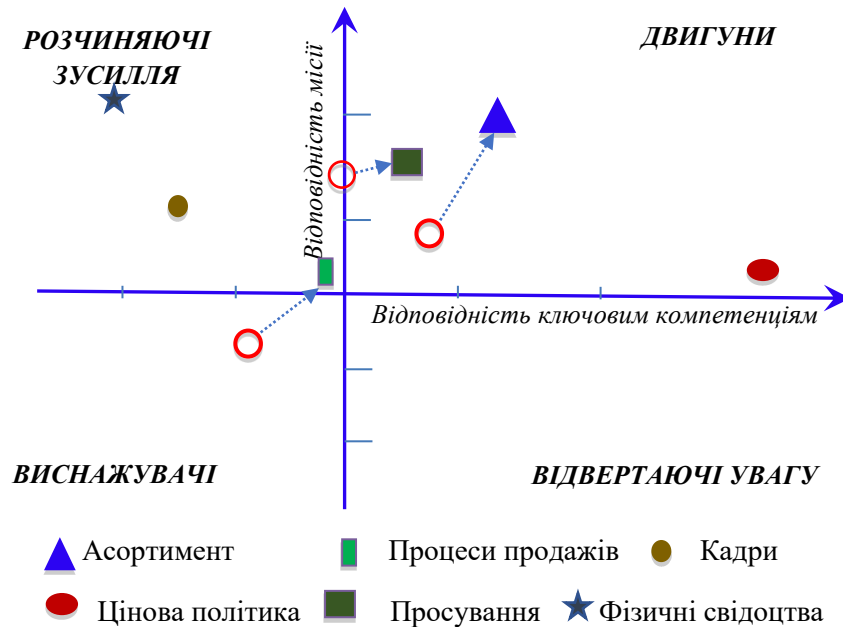 РОЗЧИНЯЮЧІ
ЗУСИЛЛЯ
ДВИГУНИ
Відповідність місії
Відповідність ключовим компетенціям
ВИСНАЖУВАЧІ
ВІДВЕРТАЮЧІ УВАГУ
Асортимент
Процеси продажів
Кадри
Цінова політика
Просування
Фізичні свідоцтва